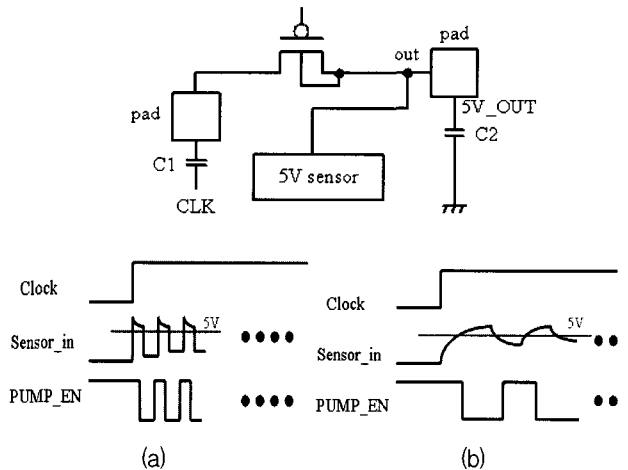 pad
out
pad
5V_OUT
C1
C2
5V sensor
CLK
Clock
5V
Sensor_in
PUMP_EN
(a)
Clock
5V
Sensor_in
PUMP_EN
(b)